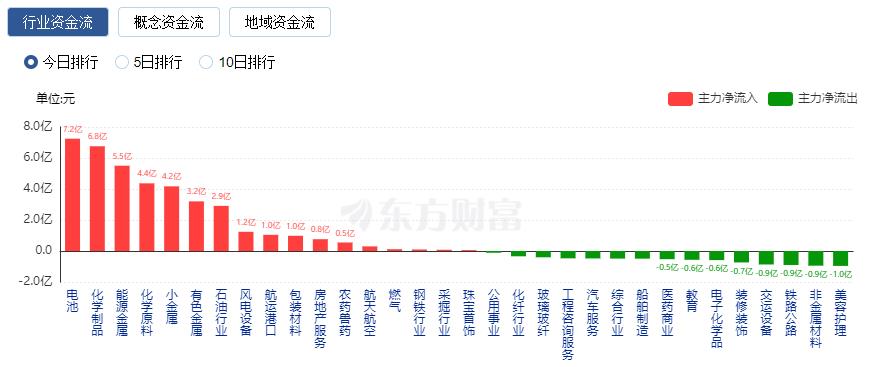 行业资金流 概念资金流 地域资金流
今日排行 5日排行 10日排行
单位:元
主力净流入 主力净流出
8.0亿
6.0亿
4.0亿
2.0亿
0.0
-2.0亿
7.2亿 6.8亿 5.5亿 4.4亿 4.2亿 3.2亿 2.9亿 1.2亿 1.0亿 1.0亿 0.8亿 0.5亿
东方财富
-0.5亿 -0.6亿 -0.6亿 -0.7亿 -0.9亿 -0.9亿 -0.9亿 -1.0亿
电池
化学制品
能源金属
化学原料
小金属
有色金属
石油行业
风电设备
航运港口
包装材料
房地产服务
农药兽药
航天航空
燃气
钢铁行业
采掘行业
珠宝首饰
公用事业
化纤行业
玻璃玻纤
工程咨询服务
汽车服务
综合行业
船舶制造
医药商业
教育
电子化学品
装修装饰
交运设备
铁路公路
非金属材料
美容护理